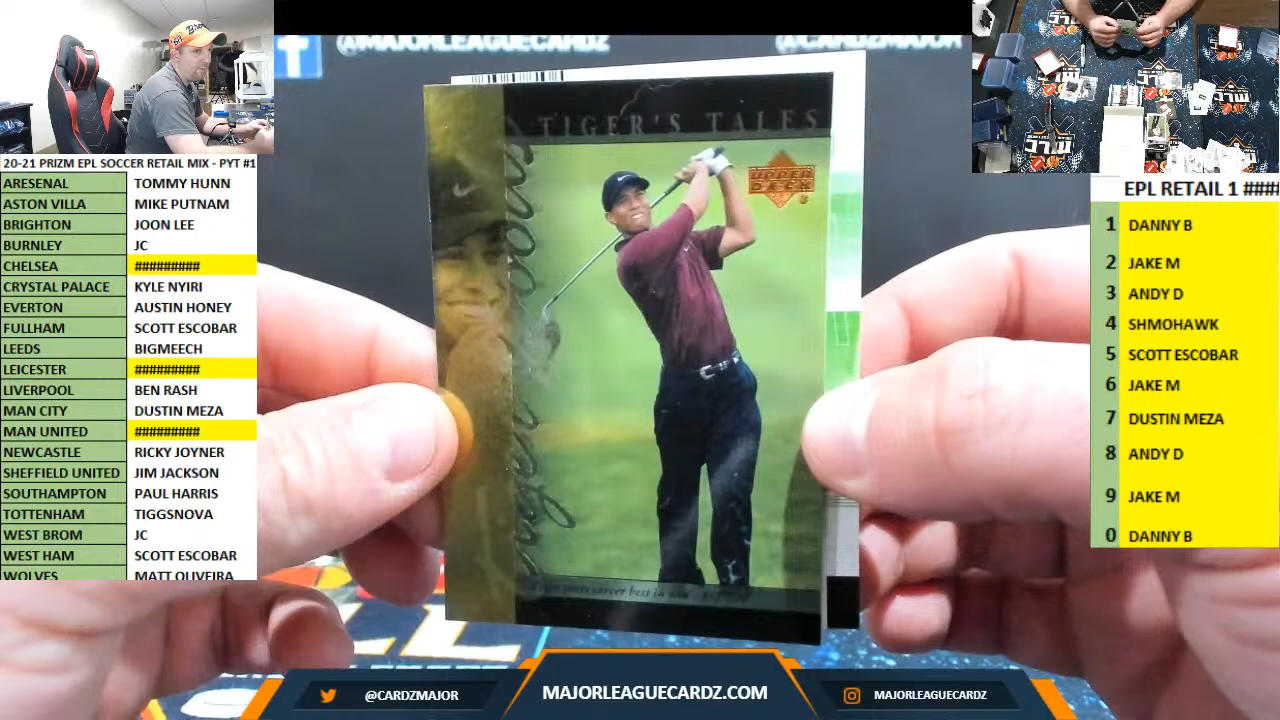 @MAJORLEAGUECARDZ
@CARDZMAJOR
20-21 PRIZM EPL SOCCER RETAIL MIX - PYT #1
ARESENAL TOMMY HUNN
ASTON VILLA MIKE PUTNAM
BRIGHTON JOON LEE
BURNLEY JC
CHELSEA #########
CRYSTAL PALACE KYLE NYIRI
EVERTON AUSTIN HONEY
FULLHAM SCOTT ESCOBAR
LEEDS BIGMEECH
LEICESTER #########
LIVERPOOL BEN RASH
MAN CITY DUSTIN MEZA
MAN UNITED #########
NEWCASTLE RICKY JOYNER
SHEFFIELD UNITED JIM JACKSON
SOUTHAMPTON PAUL HARRIS
TOTTENHAM TIGGSNOVA
WEST BROM JC
WEST HAM SCOTT ESCOBAR
WOLVES MATT OLIVEIRA
TIGER'S TALES
UPPER
DECK
Tiger Woods
EPL RETAIL 1 ####
1 DANNY B
2 JAKE M
3 ANDY D
4 SHMOHAWK
5 SCOTT ESCOBAR
6 JAKE M
7 DUSTIN MEZA
8 ANDY D
9 JAKE M
0 DANNY B
@CARDZMAJOR
MAJORLEAGUECARDZ.COM
MAJORLEAGUECARDZ